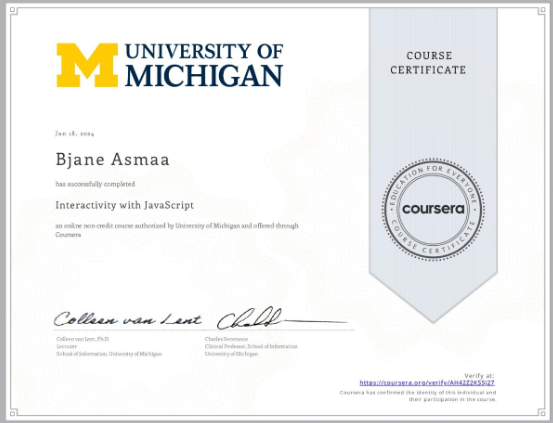 M UNIVERSITY OF
MICHIGAN
COURSE
CERTIFICATE
Jan 18, 2024
Bjane Asmaa
has successfully completed
Interactivity with JavaScript
an online non-credit course authorized by University of Michigan and offered through
Coursera
EDUCATION FOR EVERYONE
coursera
COURSE CERTIFICATE
Colleen van Lent
Colleen van Lent, Ph.D.
Lecturer
School of Information, University of Michigan
Charles Severance
Clinical Professor, School of Information
University of Michigan
Verify at:
https://coursera.org/verify/AH42Z2KS5J27
Coursera has confirmed the identity of this individual and
their participation in the course.